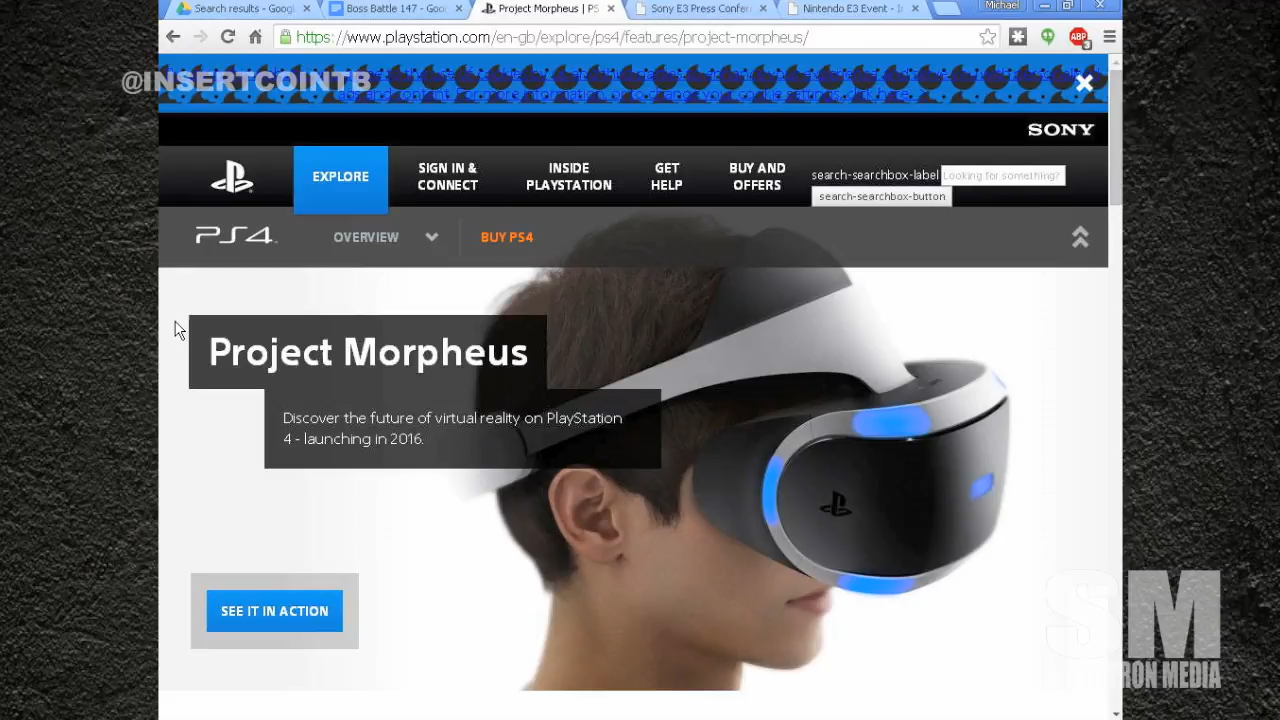 Search results - Googl
Boss Battle 147 - Goo
Project Morpheus | PS
Sony E3 Press Confer
Nintendo E3 Event - I
Michael
https://www.playstation.com/en-gb/explore/ps4/features/project-morpheus/
ABP
3
@INSERTCOINTB
SONY
EXPLORE
SIGN IN &
CONNECT
INSIDE
PLAYSTATION
GET
HELP
BUY AND
OFFERS
search-searchbox-label
Looking for something?
search-searchbox-button
PS4
OVERVIEW
BUY PS4
Project Morpheus
Discover the future of virtual reality on PlayStation
4 - launching in 2016.
SEE IT IN ACTION
SM
RON MEDIA